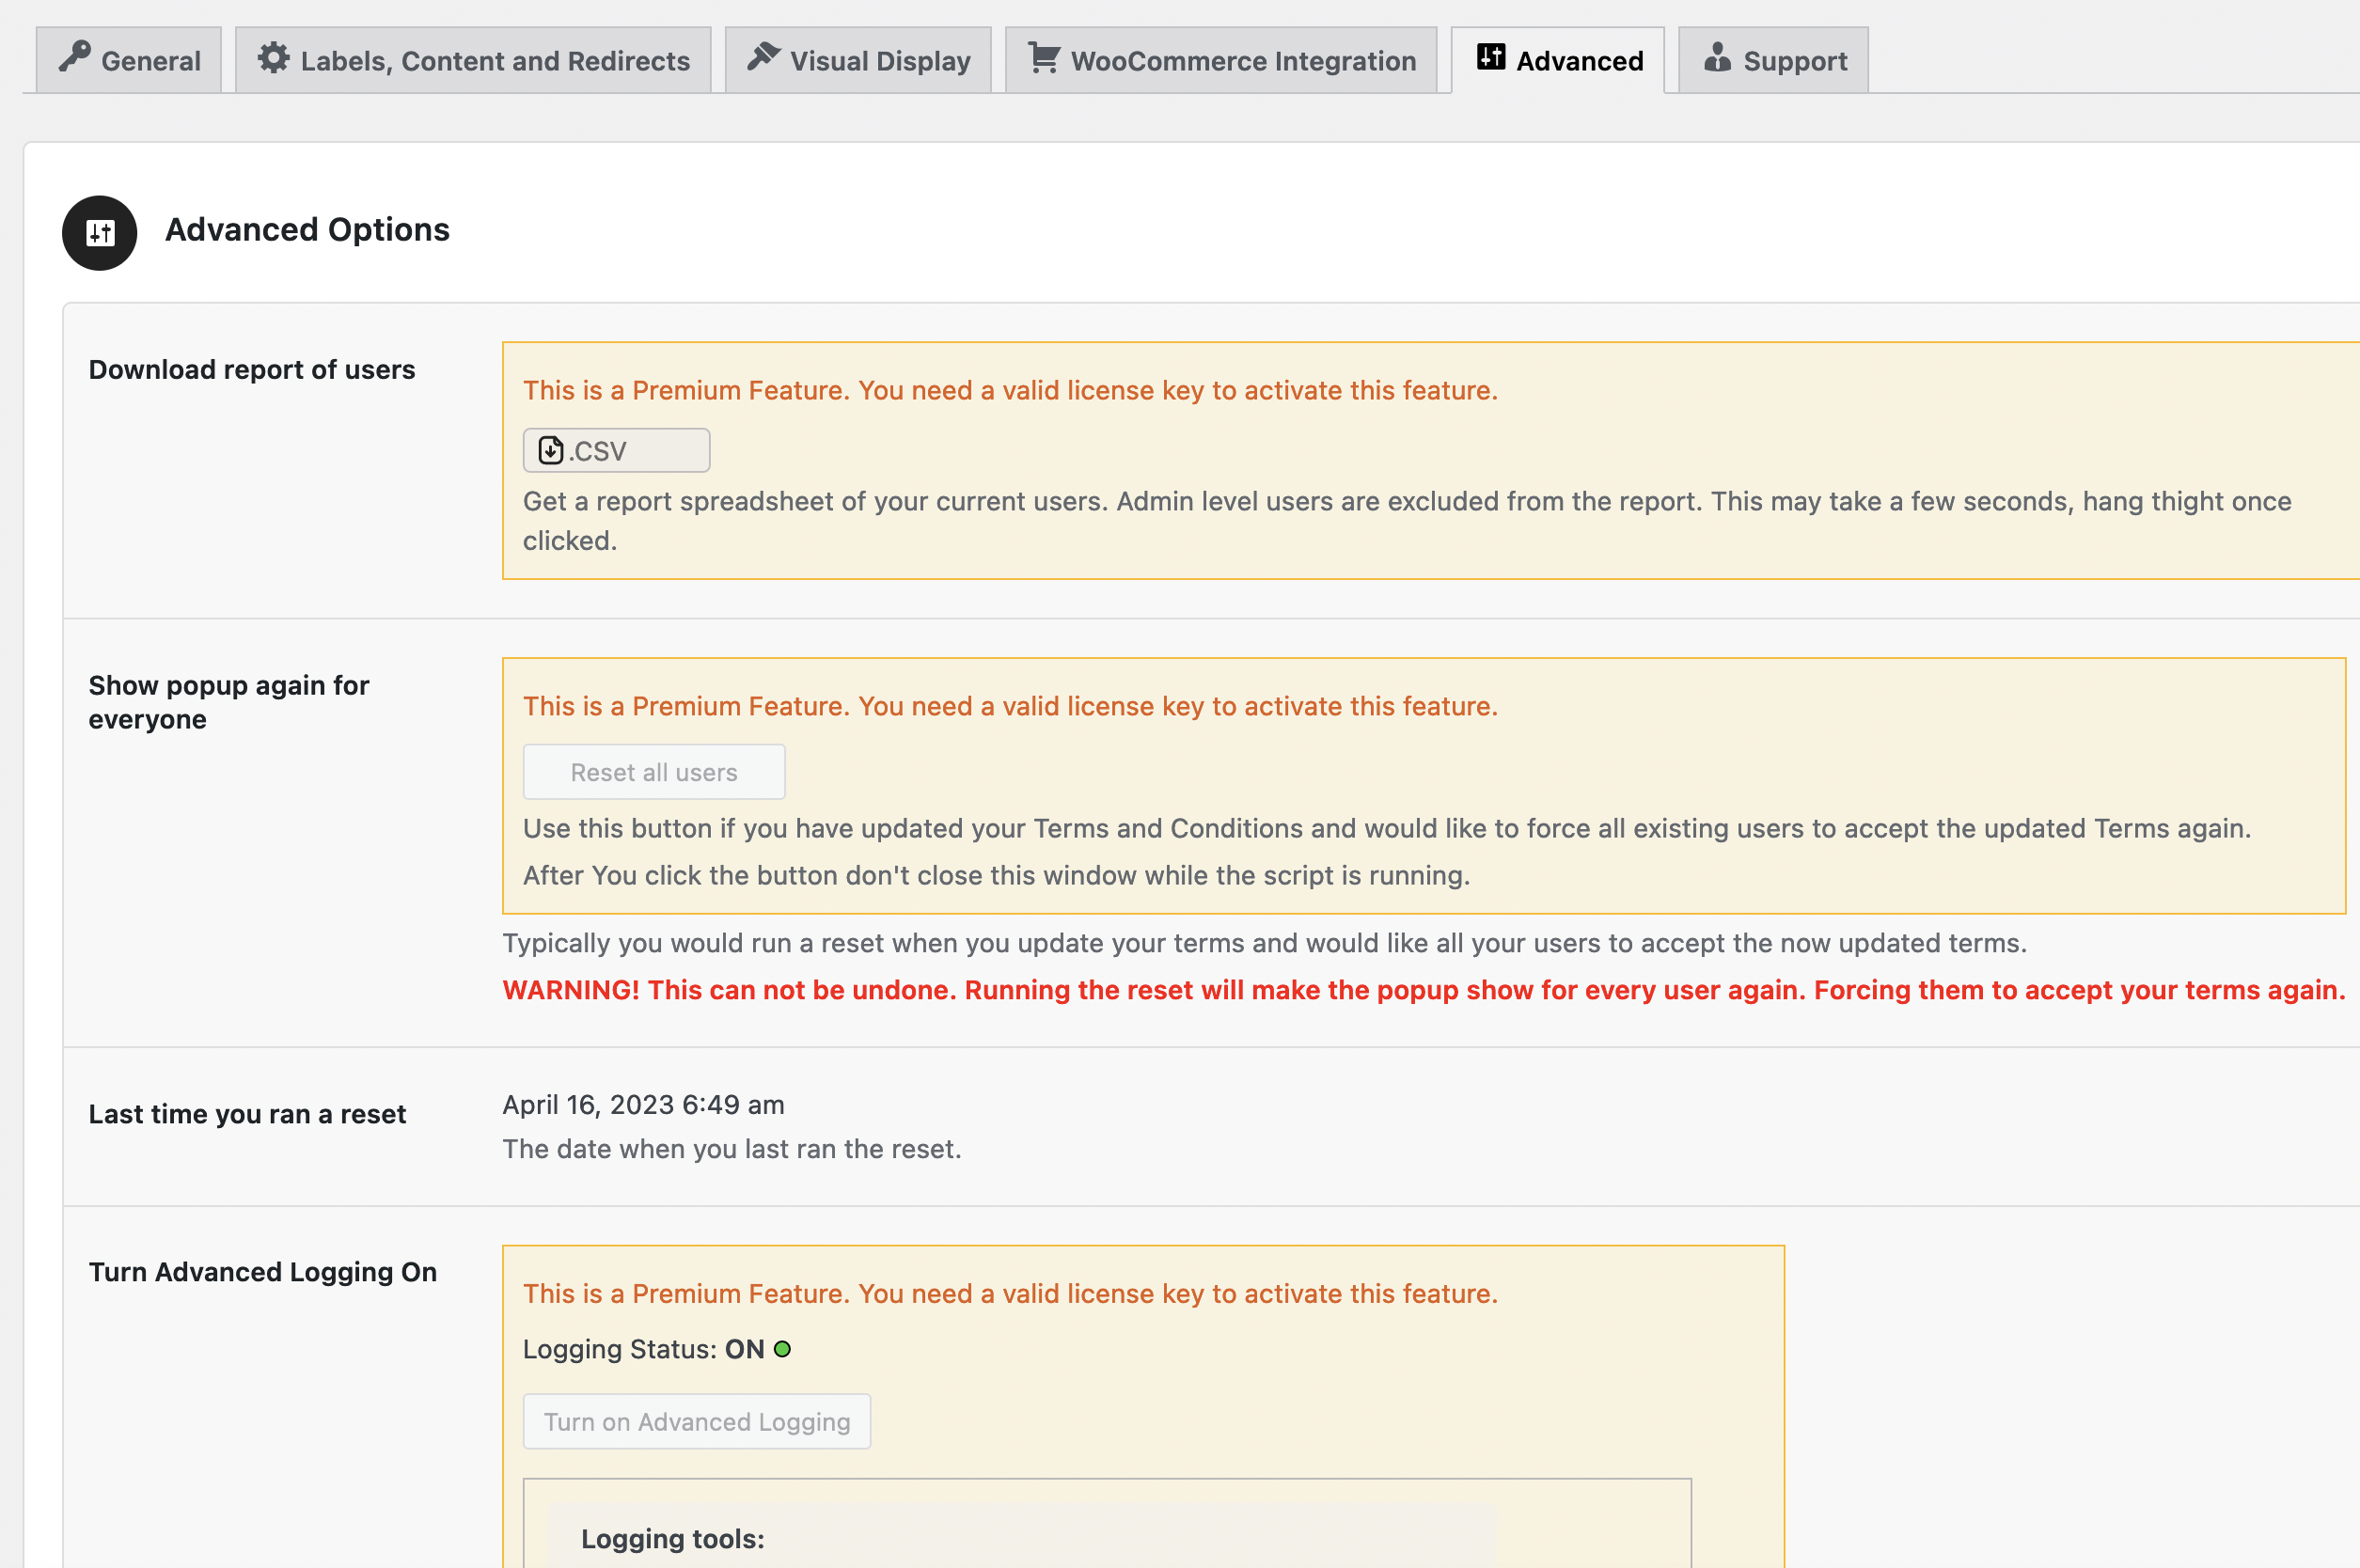 General
Labels, Content and Redirects
Visual Display
WooCommerce Integration
Advanced
Support
Advanced Options
Download report of users
This is a Premium Feature. You need a valid license key to activate this feature.
.CSV
Get a report spreadsheet of your current users. Admin level users are excluded from the report. This may take a few seconds, hang thight once
clicked.
Show popup again for
everyone
This is a Premium Feature. You need a valid license key to activate this feature.
Reset all users
Use this button if you have updated your Terms and Conditions and would like to force all existing users to accept the updated Terms again.
After You click the button don't close this window while the script is running.
Typically you would run a reset when you update your terms and would like all your users to accept the now updated terms.
WARNING! This can not be undone. Running the reset will make the popup show for every user again. Forcing them to accept your terms again.
Last time you ran a reset
April 16, 2023 6:49 am
The date when you last ran the reset.
Turn Advanced Logging On
This is a Premium Feature. You need a valid license key to activate this feature.
Logging Status: ON
Turn on Advanced Logging
Logging tools: